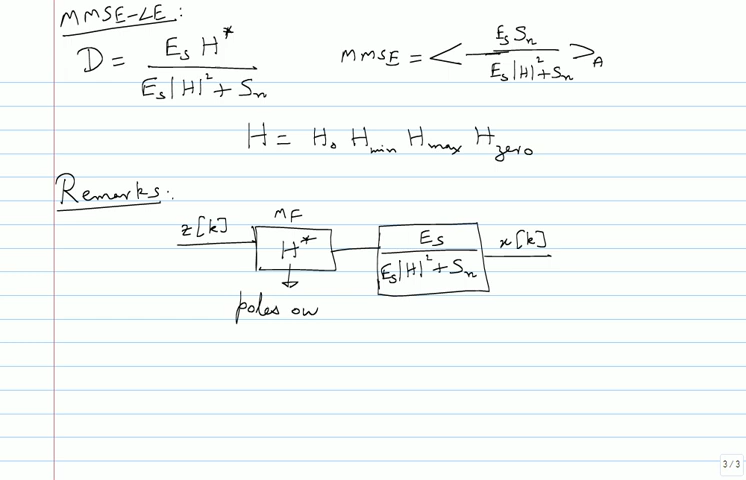 MMSE-LE:
D = E_s H* / (E_s|H|² + S_n)    MMSE = < E_s S_n / (E_s|H|² + S_n) >_A
H = H_0 H_min H_max H_zero
Remarks:
MF
z[k]    H*    E_s / (E_s|H|² + S_n)    x[k]
poles ou
3/3